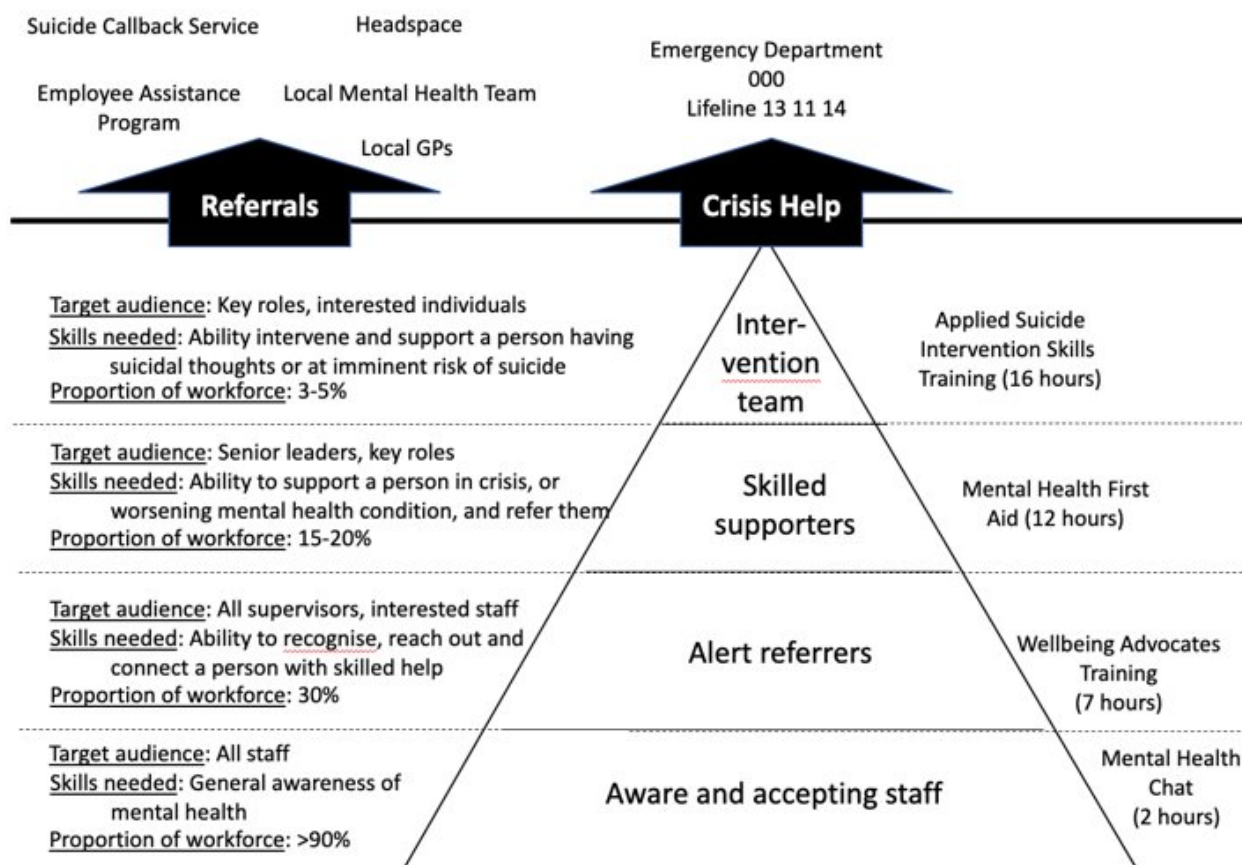 Suicide Callback Service
Headspace
Employee Assistance
Program
Local Mental Health Team
Local GPs
Emergency Department
000
Lifeline 13 11 14
Referrals
Crisis Help
Target audience: Key roles, interested individuals
Skills needed: Ability intervene and support a person having
suicidal thoughts or at imminent risk of suicide
Proportion of workforce: 3-5%
Inter-
vention
team
Applied Suicide
Intervention Skills
Training (16 hours)
Target audience: Senior leaders, key roles
Skills needed: Ability to support a person in crisis, or
worsening mental health condition, and refer them
Proportion of workforce: 15-20%
Skilled
supporters
Mental Health First
Aid (12 hours)
Target audience: All supervisors, interested staff
Skills needed: Ability to recognise, reach out and
connect a person with skilled help
Proportion of workforce: 30%
Alert referrers
Wellbeing Advocates
Training
(7 hours)
Target audience: All staff
Skills needed: General awareness of
mental health
Proportion of workforce: >90%
Aware and accepting staff
Mental Health
Chat
(2 hours)